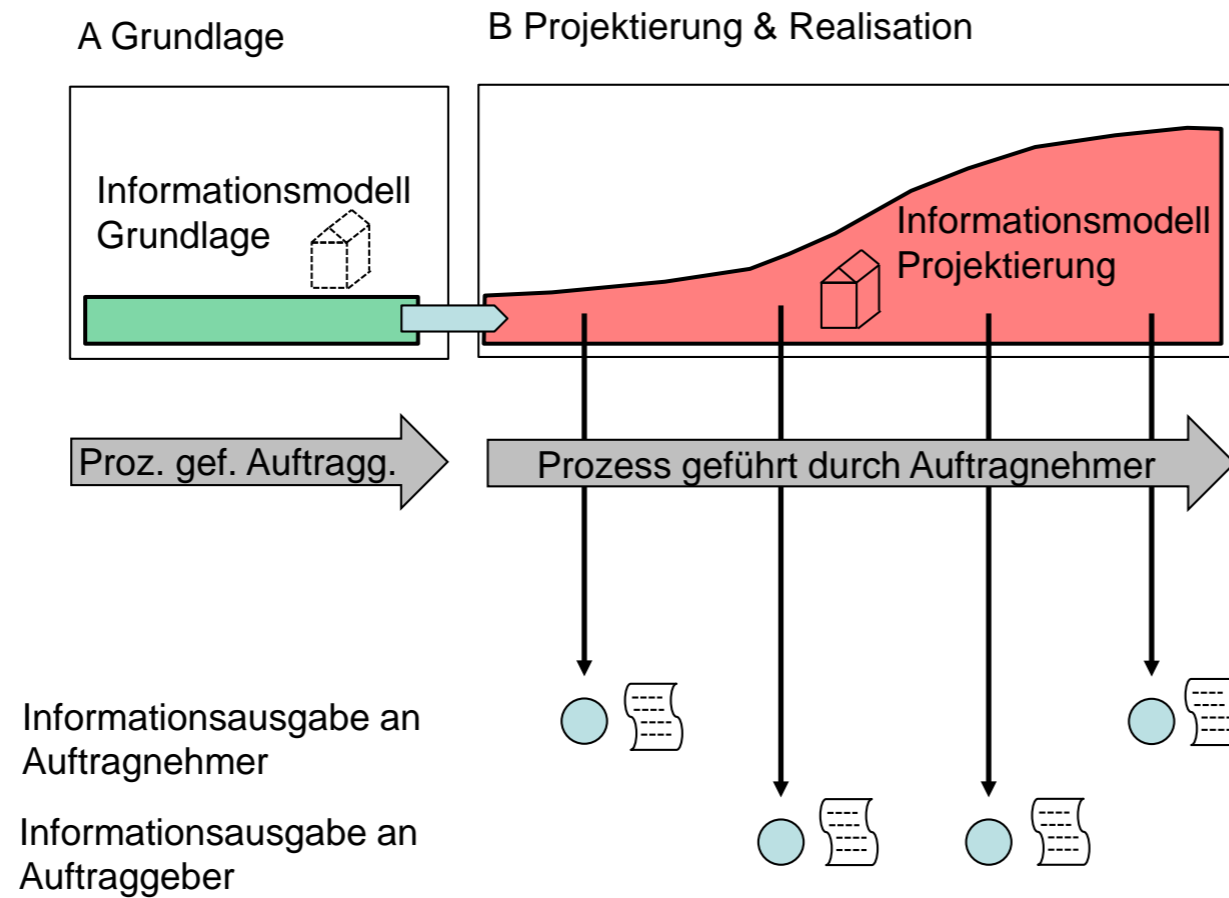 A Grundlage
B Projektierung & Realisation
Informationsmodell
Grundlage
Informationsmodell
Projektierung
Proz. gef. Auftragg.
Prozess geführt durch Auftragnehmer
Informationsausgabe an
Auftragnehmer
Informationsausgabe an
Auftraggeber